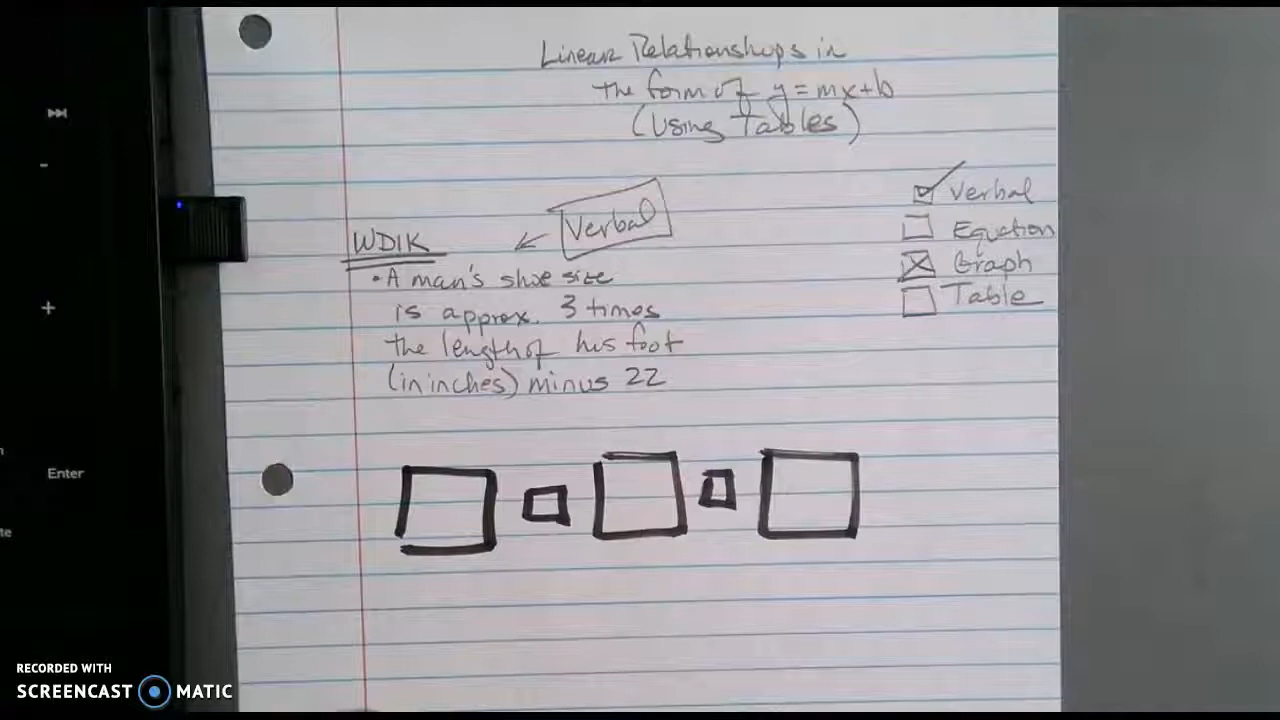 Linear Relationships in
the form of y = mx + b
(Using Tables)
Verbal
Equation
Graph
Table
Verbal
WDIK
• A man's shoe size
is approx. 3 times
the length of his foot
(in inches) minus 22
-
+
Enter
RECORDED WITH
SCREENCAST MATIC